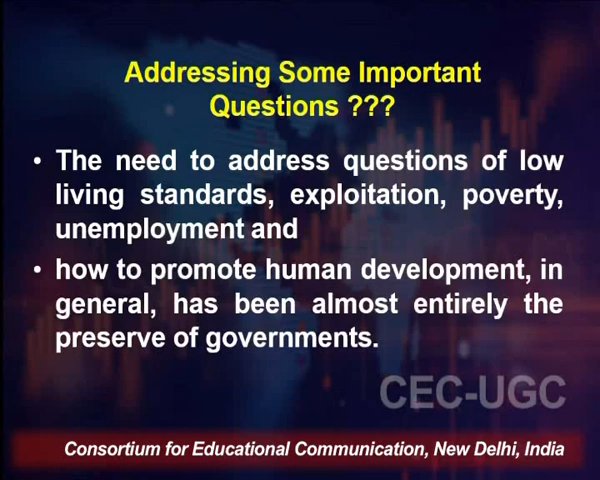 Addressing Some Important
Questions ???
• The need to address questions of low
living standards, exploitation, poverty,
unemployment and
• how to promote human development, in
general, has been almost entirely the
preserve of governments.
CEC-UGC
Consortium for Educational Communication, New Delhi, India